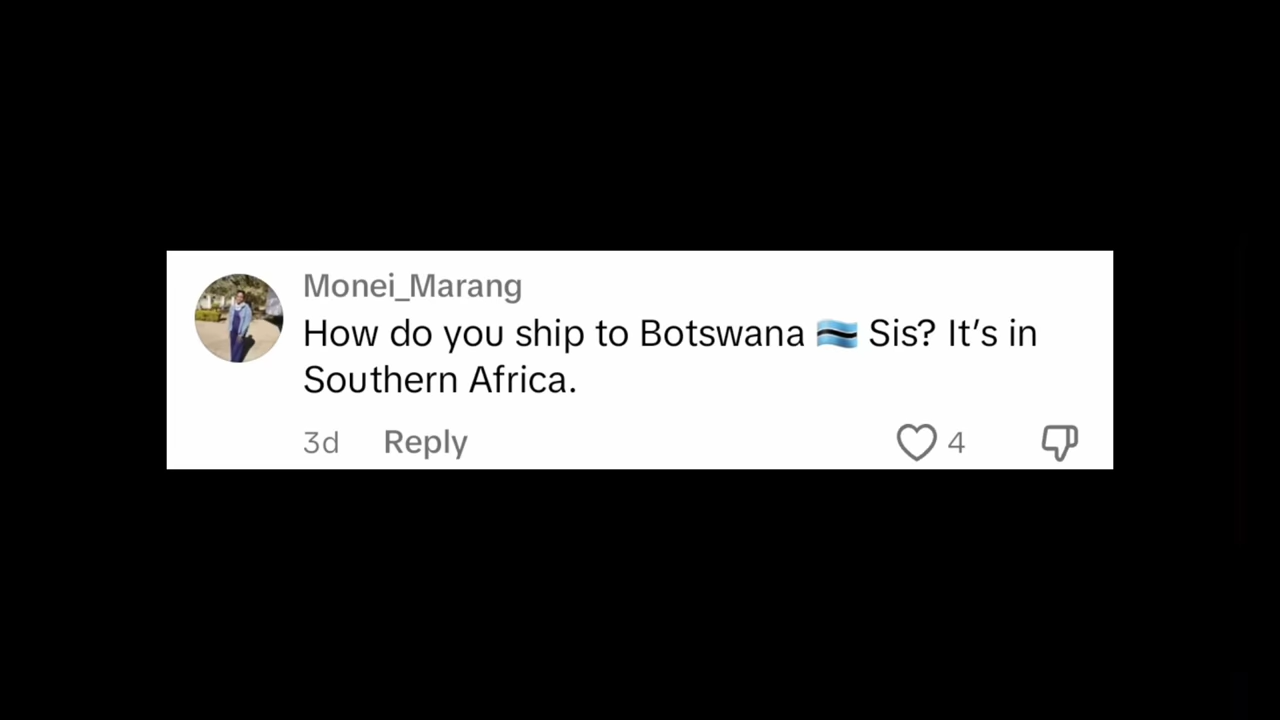 Monei_Marang
How do you ship to Botswana 🇧🇼 Sis? It's in
Southern Africa.
3d Reply 4